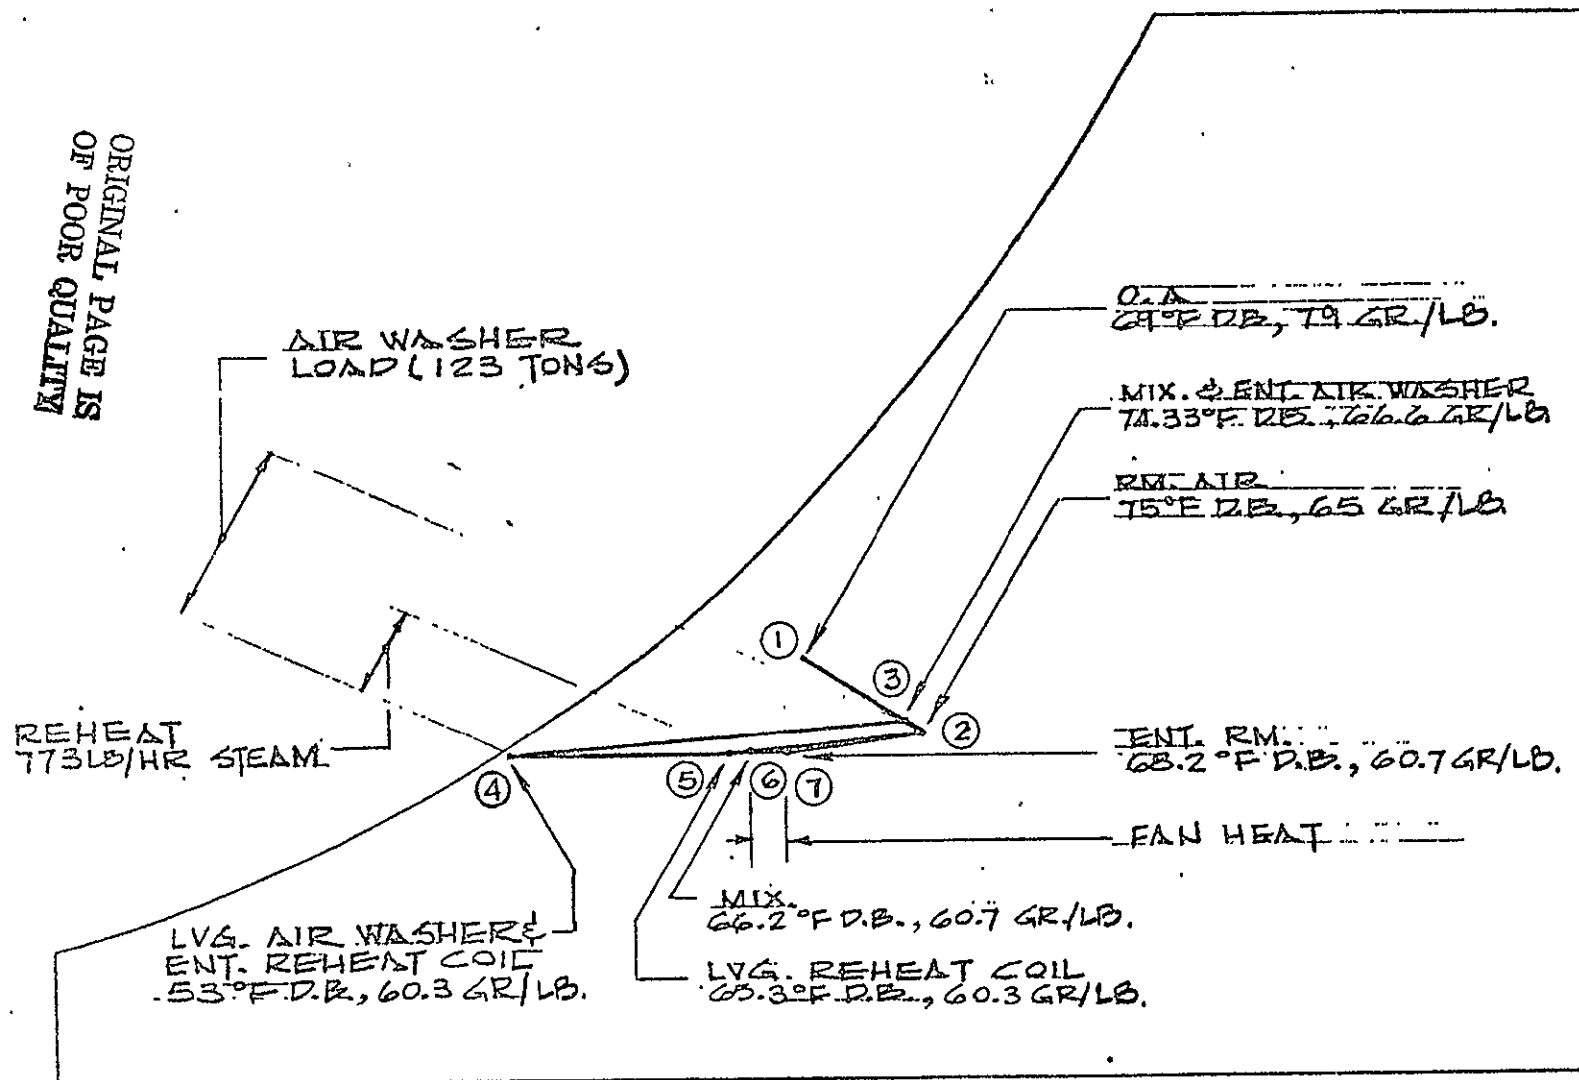 ORIGINAL PAGE IS
OF POOR QUALITY
AIR WASHER
LOAD (123 TONS)
O.A.
69°F D.B., 79 GR./LB.
MIX. & ENT. AIR WASHER
74.33°F. D.B., 66.6 GR/LB.
RM. AIR
75°F D.B., 65 GR/LB.
1
3
2
REHEAT
773 LB/HR STEAM
4
5
6
7
ENT. RM.
68.2°F D.B., 60.7 GR/LB.
FAN HEAT
MIX.
66.2°F D.B., 60.7 GR./LB.
LVG. AIR WASHER &
ENT. REHEAT COIL
53°F D.B., 60.3 GR/LB.
LVG. REHEAT COIL
65.3°F D.B., 60.3 GR/LB.